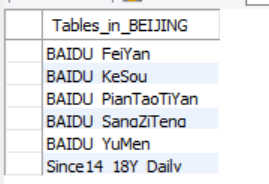 Tables_in_BEIJING
BAIDU_FeiYan
BAIDU_KeSou
BAIDU_PianTaoTiYan
BAIDU_SangZiTeng
BAIDU_YuMen
Since14_18Y_Daily